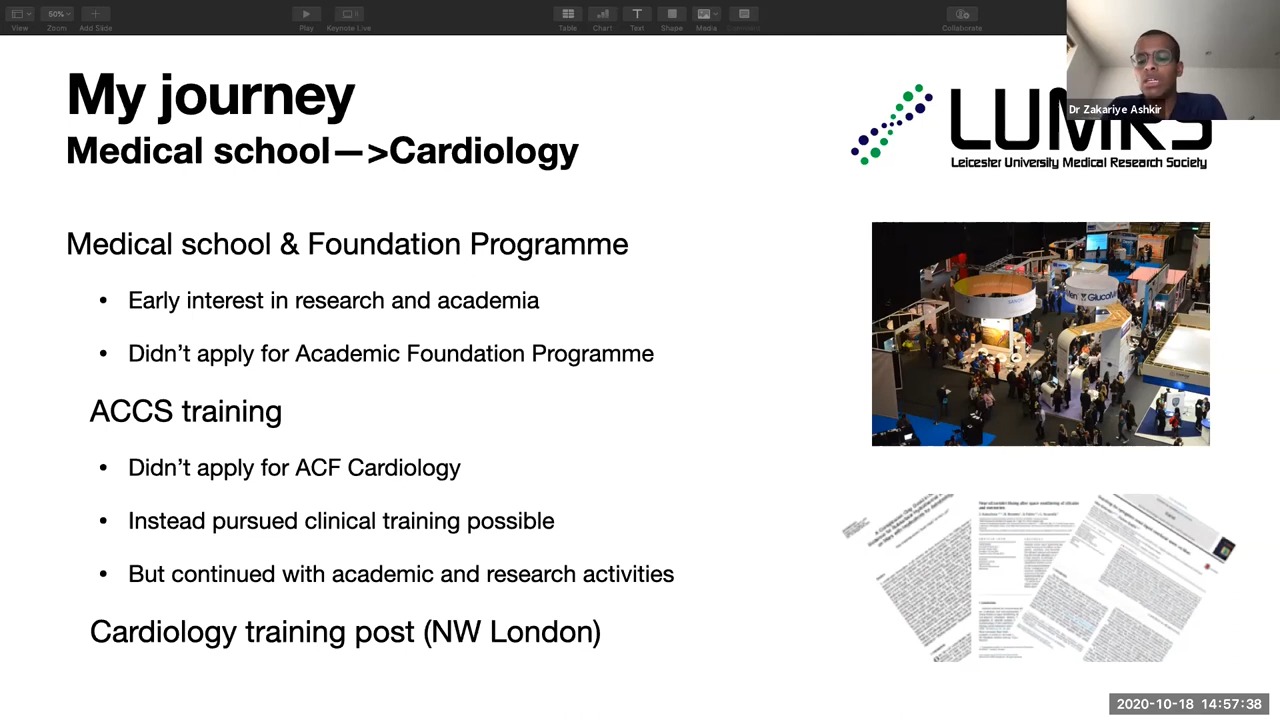 View
50%
Zoom
Add Slide
Play
Keynote Live
Table
Chart
Text
Shape
Media
Comment
Collaborate
My journey
Medical school—>Cardiology
Dr Zakariye Ashkir
LUMRS
Leicester University Medical Research Society
Medical school & Foundation Programme
• Early interest in research and academia
• Didn’t apply for Academic Foundation Programme
ACCS training
• Didn’t apply for ACF Cardiology
• Instead pursued clinical training possible
• But continued with academic and research activities
Cardiology training post (NW London)
GlucoMen
2020-10-18 14:57:38